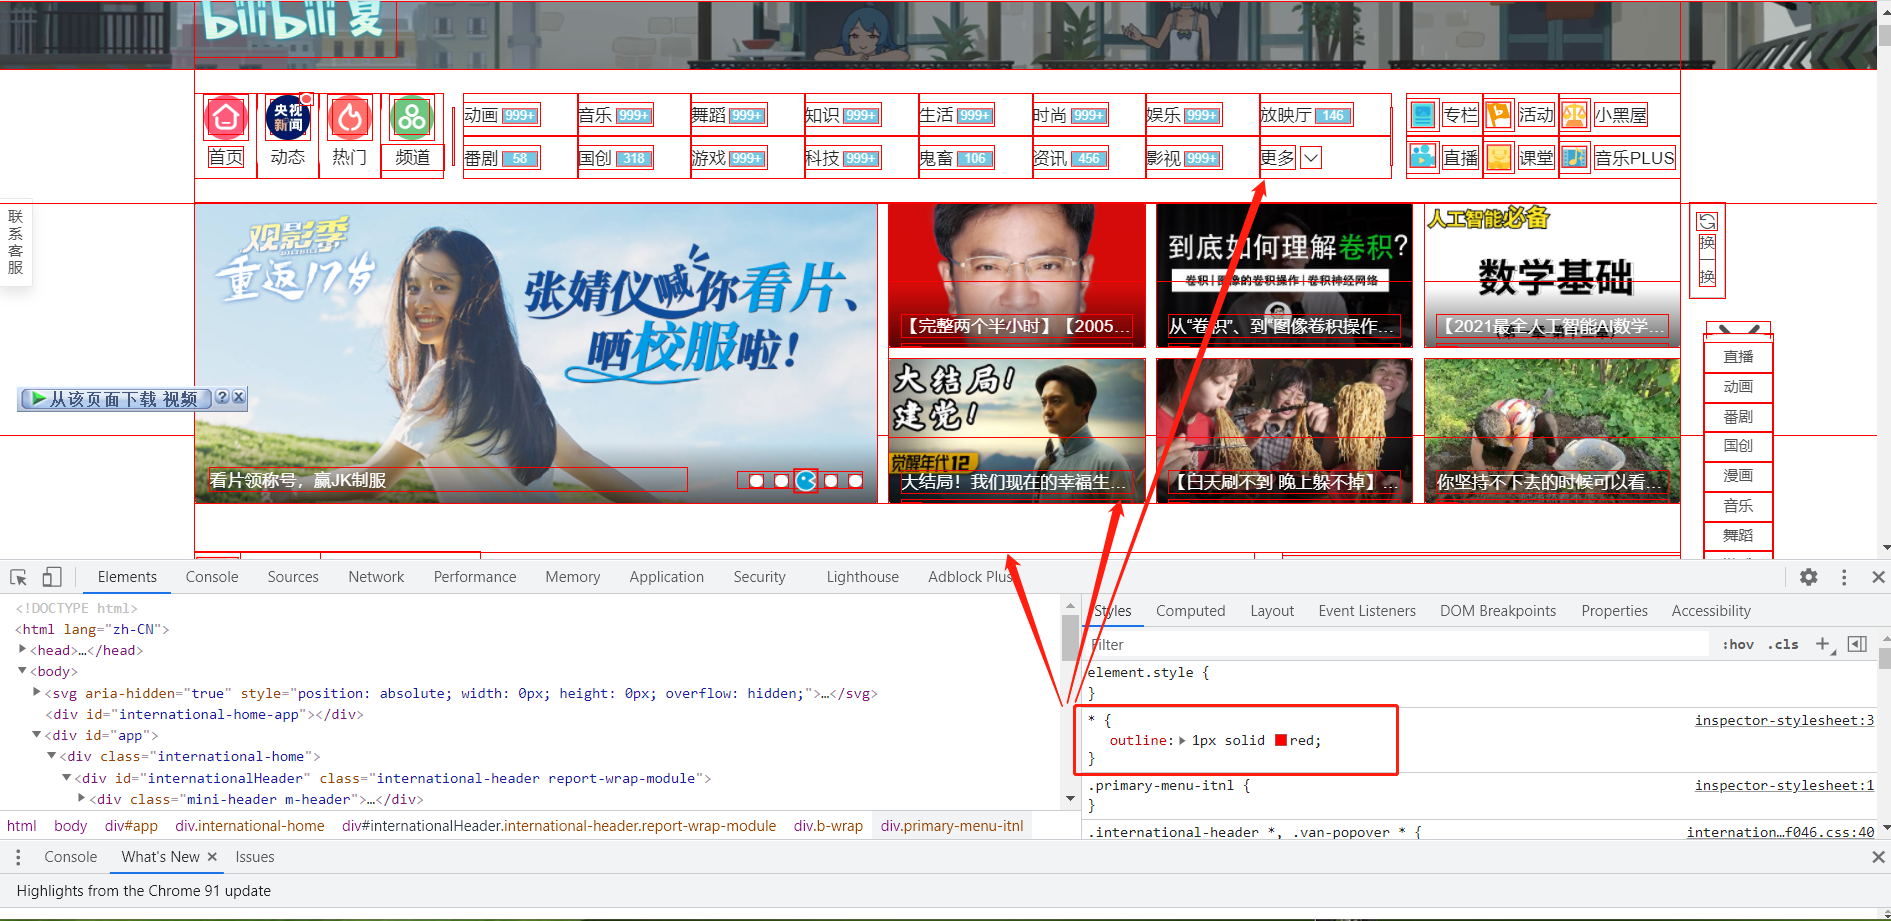 bilibili 夏
首页
央视
新闻
动态
热门
频道
动画 999+ 音乐 999+ 舞蹈 999+ 知识 999+ 生活 999+ 时尚 999+ 娱乐 999+ 放映厅 146
番剧 58 国创 318 游戏 999+ 科技 999+ 鬼畜 106 资讯 456 影视 999+ 更多
专栏 活动 小黑屋
直播 课堂 音乐PLUS
联系客服
观影季
重返17岁
张婧仪喊你看片、
晒校服啦!
看片领称号，赢JK制服
【完整两个半小时】【2005...
到底如何理解卷积?
卷积|图像的卷积操作|卷积神经网络
从“卷积”、到“图像卷积操作...
人工智能必备
数学基础
【2021最全人工智能AI数学...
换一换
大结局!
建党!
觉醒年代12
大结局！我们现在的幸福生...
【白天刷不到 晚上躲不掉】...
你坚持不下去的时候可以看...
直播
动画
番剧
国创
漫画
音乐
舞蹈
从该页面下载 视频 ? X
Elements Console Sources Network Performance Memory Application Security Lighthouse Adblock Plus
<!DOCTYPE html>
<html lang="zh-CN">
<head>…</head>
<body>
<svg aria-hidden="true" style="position: absolute; width: 0px; height: 0px; overflow: hidden;">…</svg>
<div id="international-home-app"></div>
<div id="app">
<div class="international-home">
<div id="internationalHeader" class="international-header report-wrap-module">
<div class="mini-header m-header">…</div>
html body div#app div.international-home div#internationalHeader.international-header.report-wrap-module div.b-wrap div.primary-menu-itnl
Styles Computed Layout Event Listeners DOM Breakpoints Properties Accessibility
Filter :hov .cls +
element.style {
}
* { inspector-stylesheet:3
outline: 1px solid red;
}
.primary-menu-itnl { inspector-stylesheet:1
}
.international-header *, .van-popover * { internation…f046.css:40
Console What's New × Issues
Highlights from the Chrome 91 update